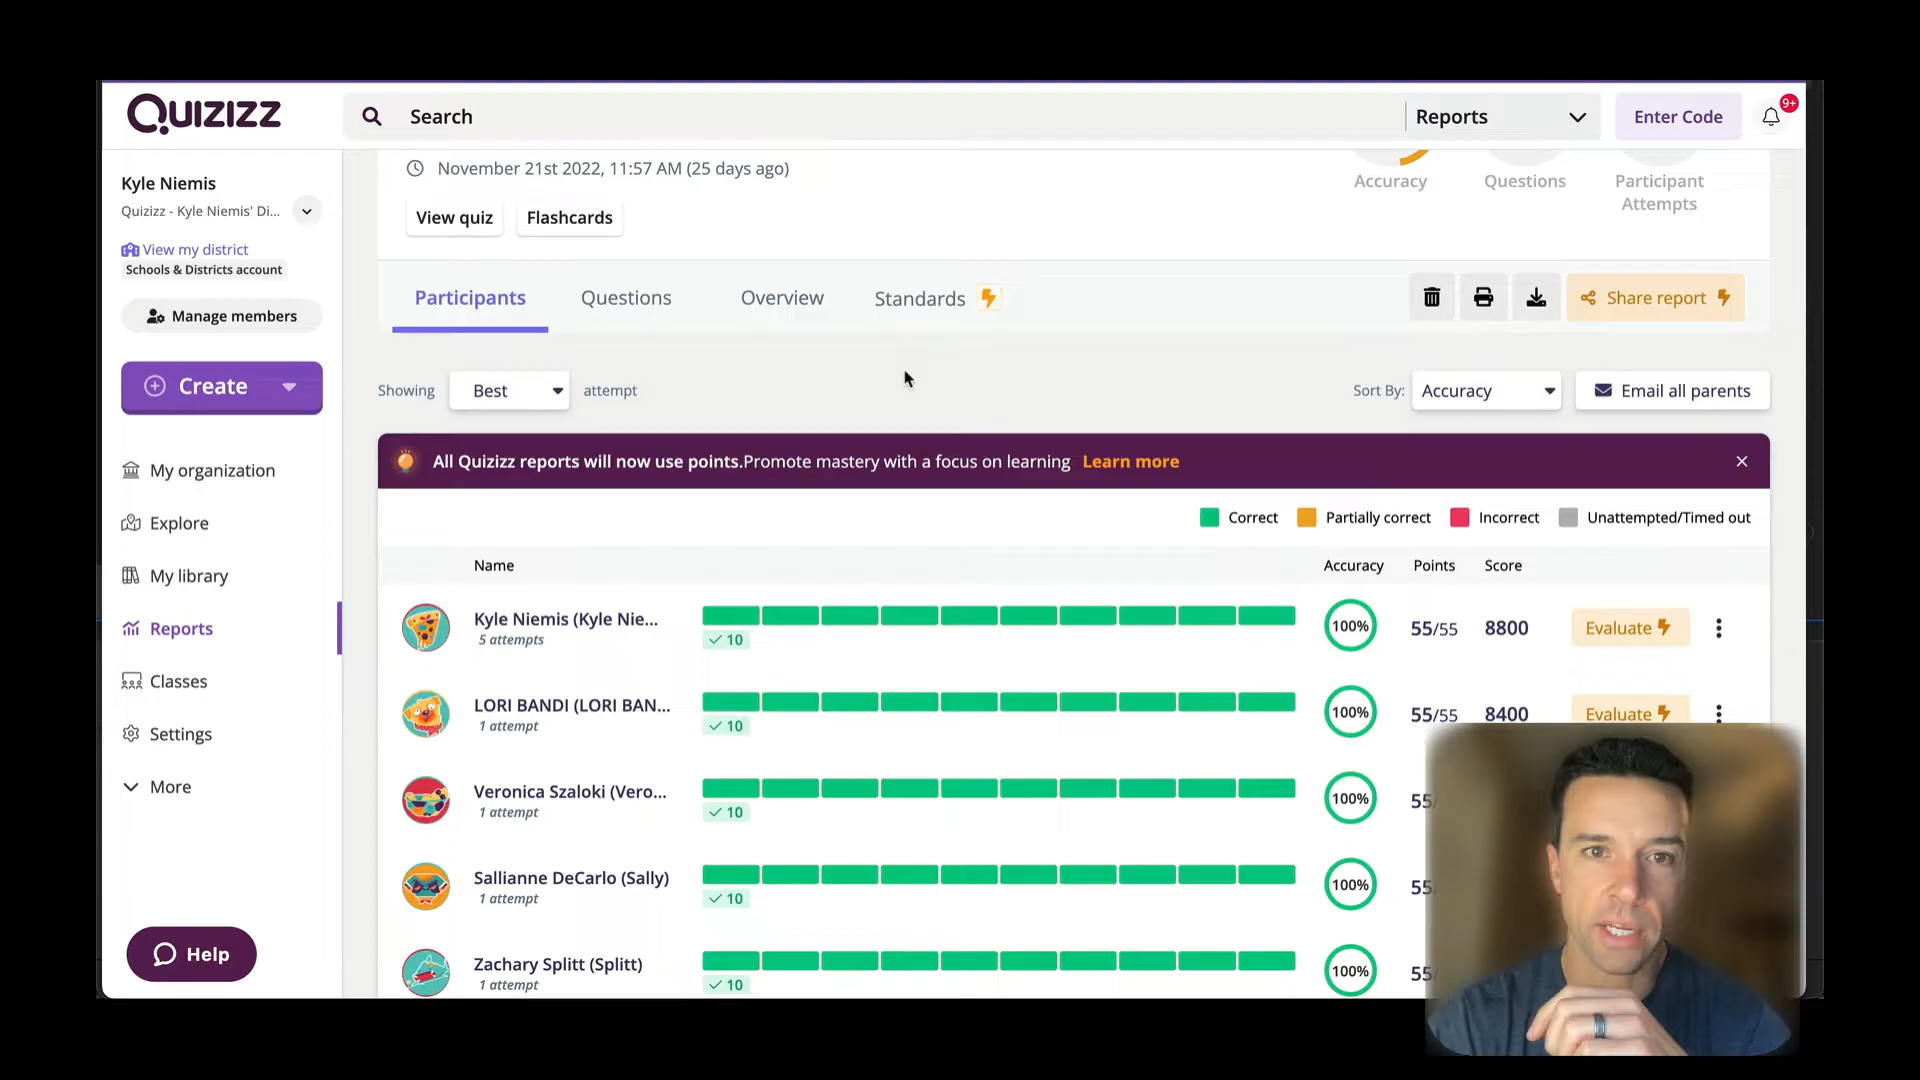 Quizizz
Search
Reports
Enter Code
9+
Kyle Niemis
Quizizz - Kyle Niemis' Di...
View my district
Schools & Districts account
Manage members
Create
My organization
Explore
My library
Reports
Classes
Settings
More
Help
November 21st 2022, 11:57 AM (25 days ago)
View quiz
Flashcards
Accuracy
Questions
Participant
Attempts
Participants
Questions
Overview
Standards
Share report
Showing
Best
attempt
Sort By:
Accuracy
Email all parents
All Quizizz reports will now use points.Promote mastery with a focus on learning Learn more
Correct
Partially correct
Incorrect
Unattempted/Timed out
Name
Accuracy
Points
Score
Kyle Niemis (Kyle Nie...
5 attempts
10
100%
55/55
8800
Evaluate
LORI BANDI (LORI BAN...
1 attempt
10
100%
55/55
8400
Evaluate
Veronica Szaloki (Vero...
1 attempt
10
100%
55/
Sallianne DeCarlo (Sally)
1 attempt
10
100%
55/
Zachary Splitt (Splitt)
1 attempt
10
100%
55/